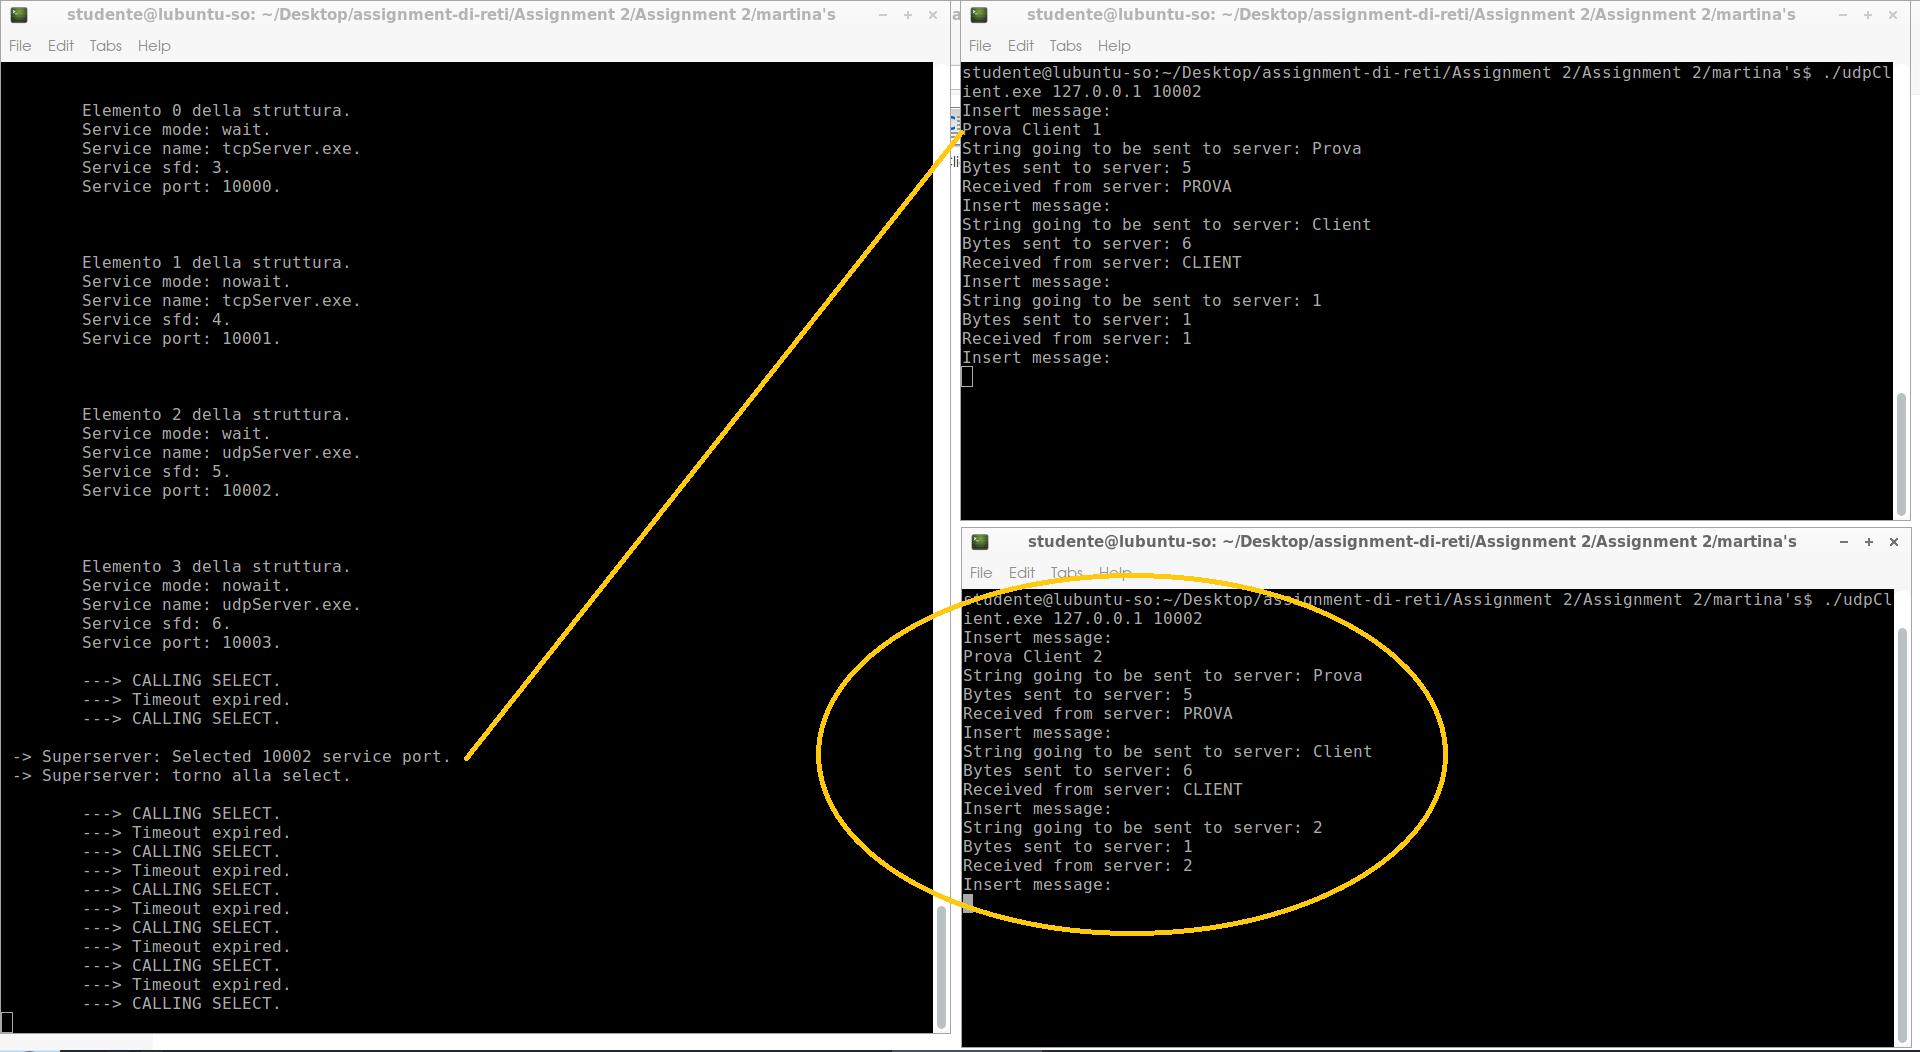 studente@lubuntu-so: ~/Desktop/assignment-di-reti/Assignment 2/Assignment 2/martina's
File Edit Tabs Help
Elemento 0 della struttura.
Service mode: wait.
Service name: tcpServer.exe.
Service sfd: 3.
Service port: 10000.
Elemento 1 della struttura.
Service mode: nowait.
Service name: tcpServer.exe.
Service sfd: 4.
Service port: 10001.
Elemento 2 della struttura.
Service mode: wait.
Service name: udpServer.exe.
Service sfd: 5.
Service port: 10002.
Elemento 3 della struttura.
Service mode: nowait.
Service name: udpServer.exe.
Service sfd: 6.
Service port: 10003.
---> CALLING SELECT.
---> Timeout expired.
---> CALLING SELECT.
-> Superserver: Selected 10002 service port.
-> Superserver: torno alla select.
---> CALLING SELECT.
---> Timeout expired.
---> CALLING SELECT.
---> Timeout expired.
---> CALLING SELECT.
---> Timeout expired.
---> CALLING SELECT.
---> Timeout expired.
---> CALLING SELECT.
---> Timeout expired.
---> CALLING SELECT.
studente@lubuntu-so: ~/Desktop/assignment-di-reti/Assignment 2/Assignment 2/martina's
File Edit Tabs Help
studente@lubuntu-so:~/Desktop/assignment-di-reti/Assignment 2/Assignment 2/martina's$ ./udpCl
ient.exe 127.0.0.1 10002
Insert message:
Prova Client 1
String going to be sent to server: Prova
Bytes sent to server: 5
Received from server: PROVA
Insert message:
String going to be sent to server: Client
Bytes sent to server: 6
Received from server: CLIENT
Insert message:
String going to be sent to server: 1
Bytes sent to server: 1
Received from server: 1
Insert message:
studente@lubuntu-so: ~/Desktop/assignment-di-reti/Assignment 2/Assignment 2/martina's
File Edit Tabs Help
studente@lubuntu-so:~/Desktop/assignment-di-reti/Assignment 2/Assignment 2/martina's$ ./udpCl
ient.exe 127.0.0.1 10002
Insert message:
Prova Client 2
String going to be sent to server: Prova
Bytes sent to server: 5
Received from server: PROVA
Insert message:
String going to be sent to server: Client
Bytes sent to server: 6
Received from server: CLIENT
Insert message:
String going to be sent to server: 2
Bytes sent to server: 1
Received from server: 2
Insert message: